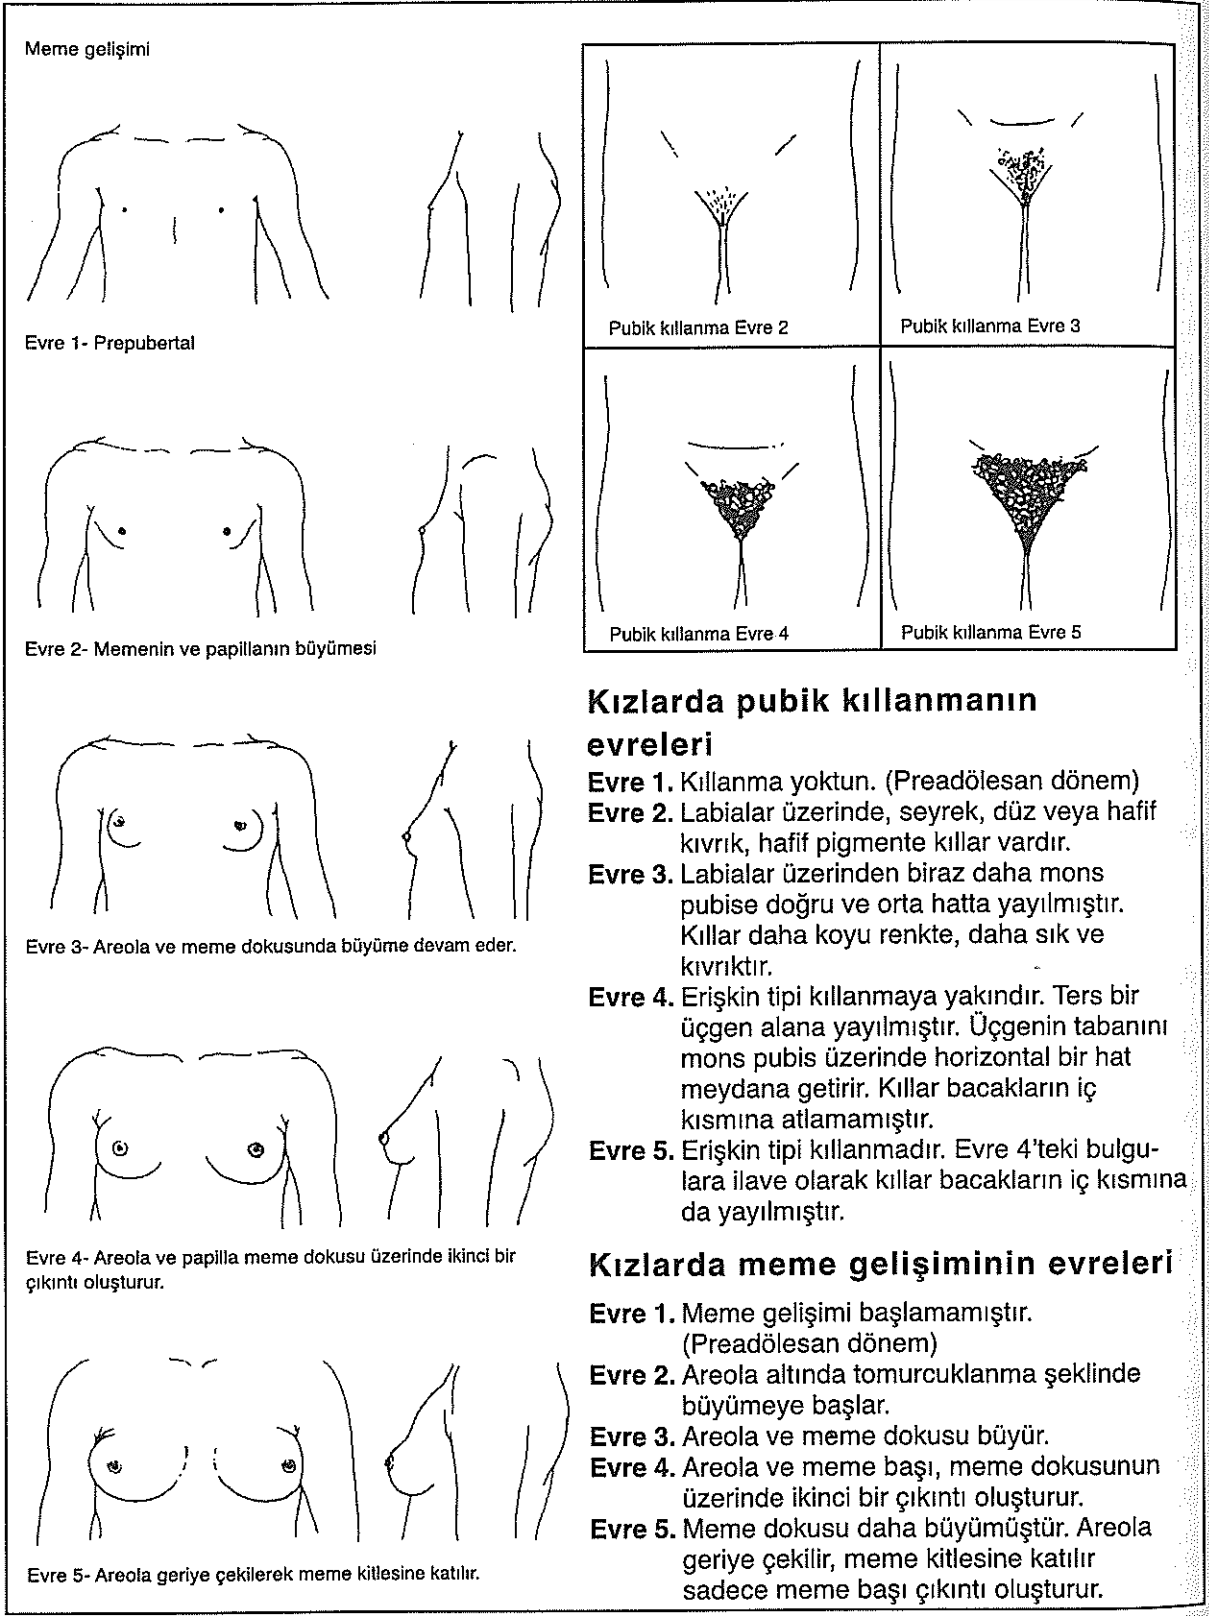 Meme gelişimi
Evre 1- Prepubertal
Evre 2- Memenin ve papillanın büyümesi
Evre 3- Areola ve meme dokusunda büyüme devam eder.
Evre 4- Areola ve papilla meme dokusu üzerinde ikinci bir
çıkıntı oluşturur.
Evre 5- Areola geriye çekilerek meme kitlesine katılır.
Pubik kıllanma Evre 2
Pubik kıllanma Evre 3
Pubik kıllanma Evre 4
Pubik kıllanma Evre 5
Kızlarda pubik kıllanmanın
evreleri
Evre 1. Kıllanma yoktun. (Preadölesan dönem)
Evre 2. Labialar üzerinde, seyrek, düz veya hafif
kıvrık, hafif pigmente kıllar vardır.
Evre 3. Labialar üzerinden biraz daha mons
pubise doğru ve orta hatta yayılmıştır.
Kıllar daha koyu renkte, daha sık ve
kıvrıktır.
Evre 4. Erişkin tipi kıllanmaya yakındır. Ters bir
üçgen alana yayılmıştır. Üçgenin tabanını
mons pubis üzerinde horizontal bir hat
meydana getirir. Kıllar bacakların iç
kısmına atlamamıştır.
Evre 5. Erişkin tipi kıllanmadır. Evre 4'teki bulgu-
lara ilave olarak kıllar bacakların iç kısmına
da yayılmıştır.
Kızlarda meme gelişiminin evreleri
Evre 1. Meme gelişimi başlamamıştır.
(Preadölesan dönem)
Evre 2. Areola altında tomurcuklanma şeklinde
büyümeye başlar.
Evre 3. Areola ve meme dokusu büyür.
Evre 4. Areola ve meme başı, meme dokusunun
üzerinde ikinci bir çıkıntı oluşturur.
Evre 5. Meme dokusu daha büyümüştür. Areola
geriye çekilir, meme kitlesine katılır
sadece meme başı çıkıntı oluşturur.